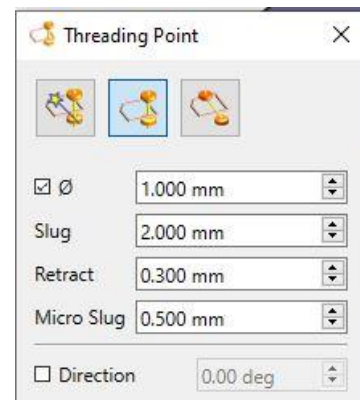 Threading Point
Ø 1.000 mm
Slug 2.000 mm
Retract 0.300 mm
Micro Slug 0.500 mm
Direction 0.00 deg